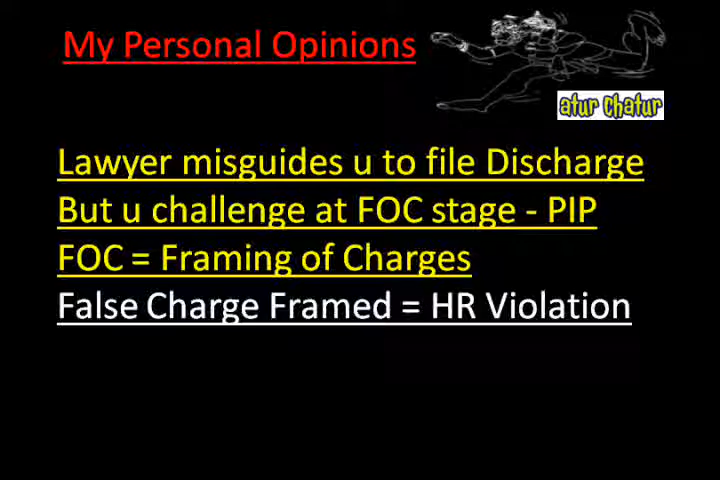 My Personal Opinions
atur chatur
Lawyer misguides u to file Discharge
But u challenge at FOC stage - PIP
FOC = Framing of Charges
False Charge Framed = HR Violation